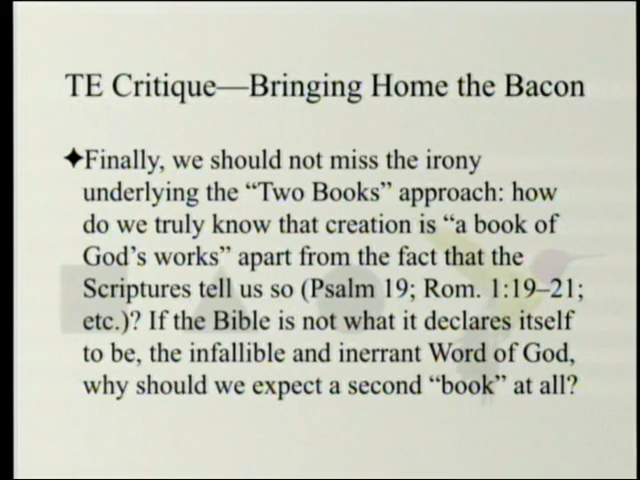 TE Critique—Bringing Home the Bacon
✦Finally, we should not miss the irony
underlying the “Two Books” approach: how
do we truly know that creation is “a book of
God’s works” apart from the fact that the
Scriptures tell us so (Psalm 19; Rom. 1:19–21;
etc.)? If the Bible is not what it declares itself
to be, the infallible and inerrant Word of God,
why should we expect a second “book” at all?